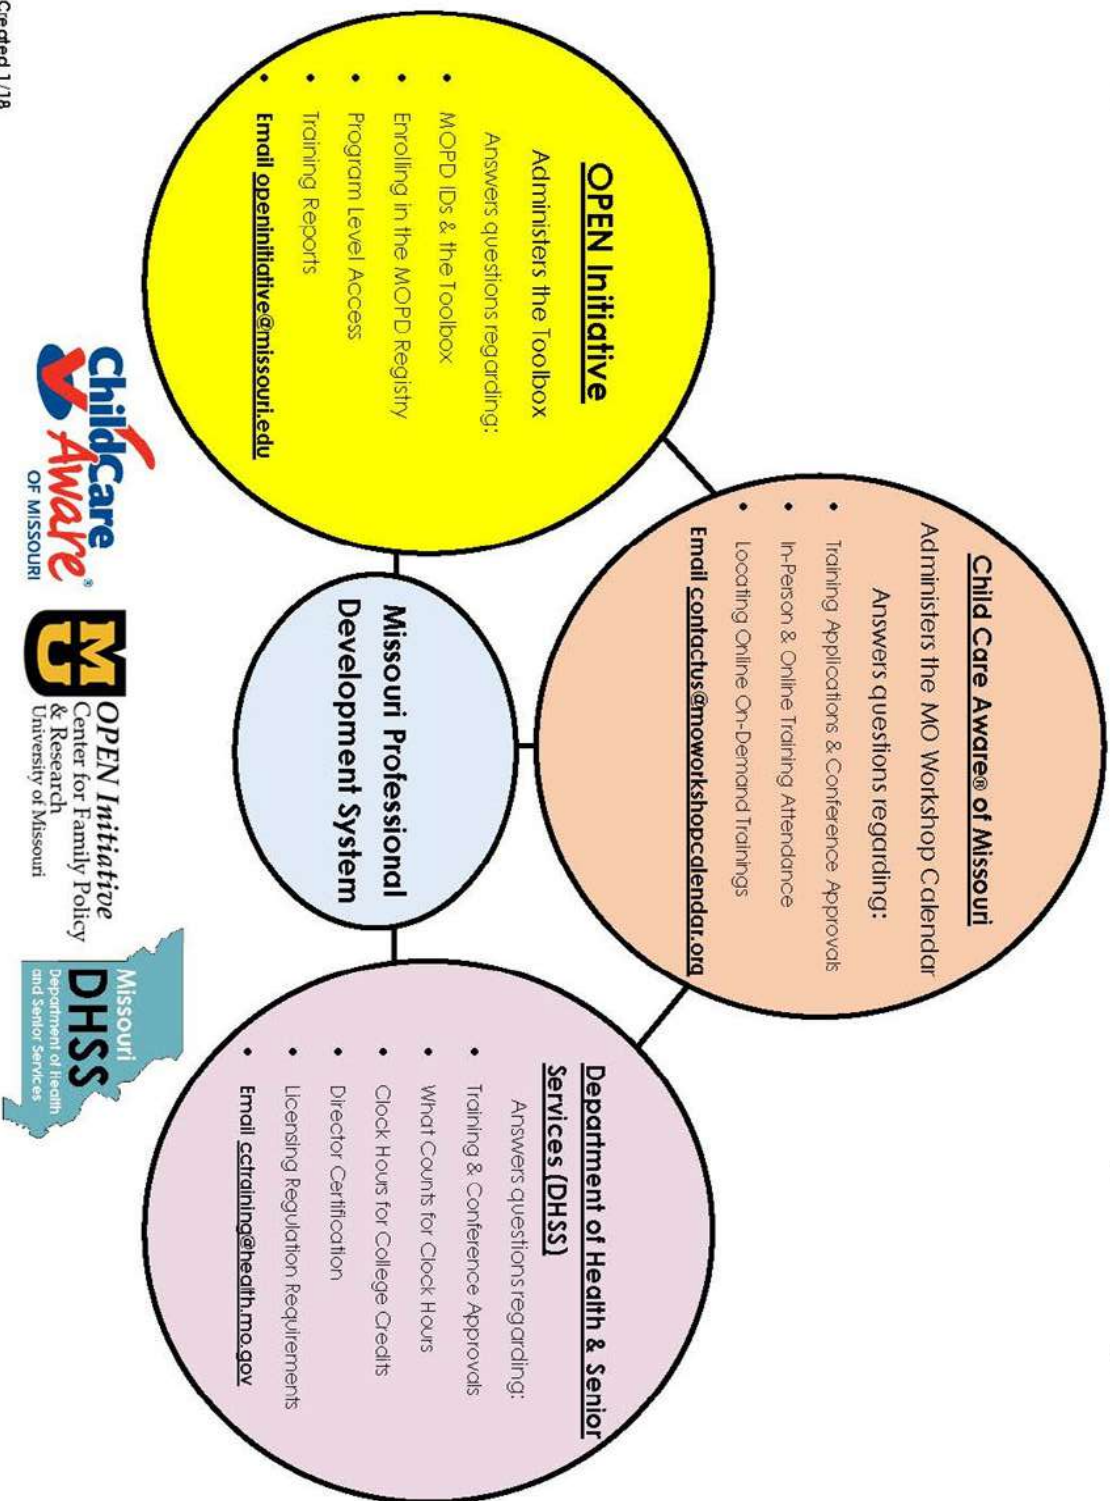 Child Care Aware® of Missouri
Administers the MO Workshop Calendar
Answers questions regarding:
• Training Applications & Conference Approvals
• In-Person & Online Training Attendance
• Locating Online On-Demand Trainings
Email contactus@moworkshopcalendar.org
OPEN Initiative
Administers the Toolbox
Answers questions regarding:
• MOPD IDs & the Toolbox
• Enrolling in the MOPD Registry
• Program Level Access
• Training Reports
• Email openinitiative@missouri.edu
Missouri Professional
Development System
Department of Health & Senior
Services (DHSS)
Answers questions regarding:
• Training & Conference Approvals
• What Counts for Clock Hours
• Clock Hours for College Credits
• Director Certification
• Licensing Regulation Requirements
• Email cctraining@health.mo.gov
ChildCare
Aware®
OF MISSOURI
MU
OPEN Initiative
Center for Family Policy
& Research
University of Missouri
Missouri
DHSS
Department of Health
and Senior Services
Created 1/18